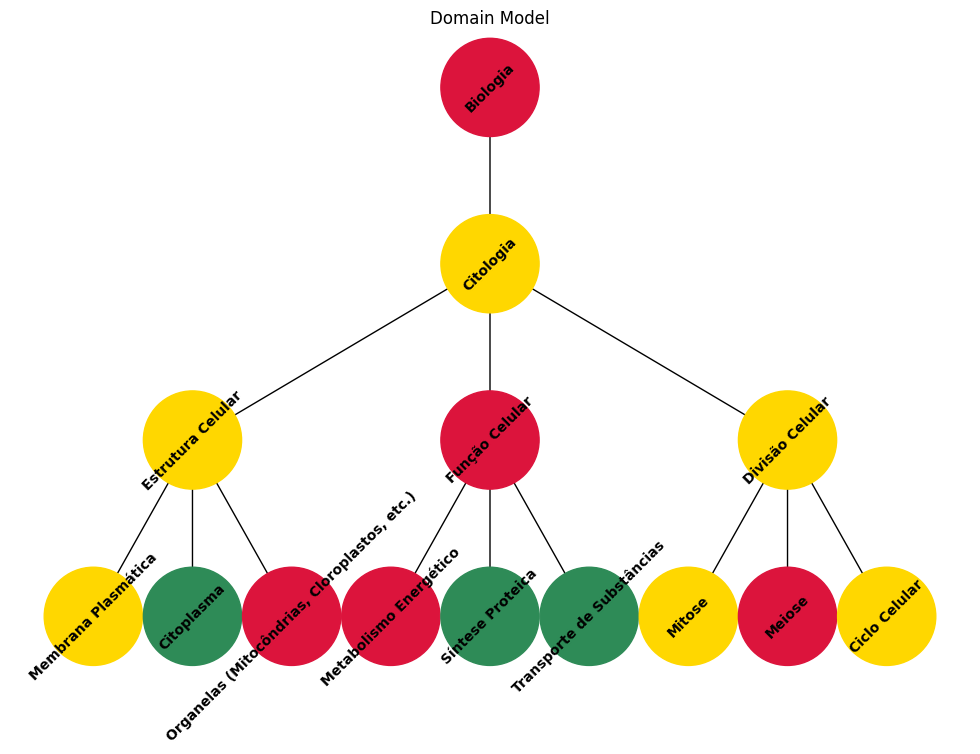 Domain Model
Biologia
Citologia
Estrutura Celular
Função Celular
Divisão Celular
Membrana Plasmática
Citoplasma
Organelas (Mitocôndrias, Cloroplastos, etc.)
Metabolismo Energético
Síntese Proteica
Transporte de Substâncias
Mitose
Meiose
Ciclo Celular